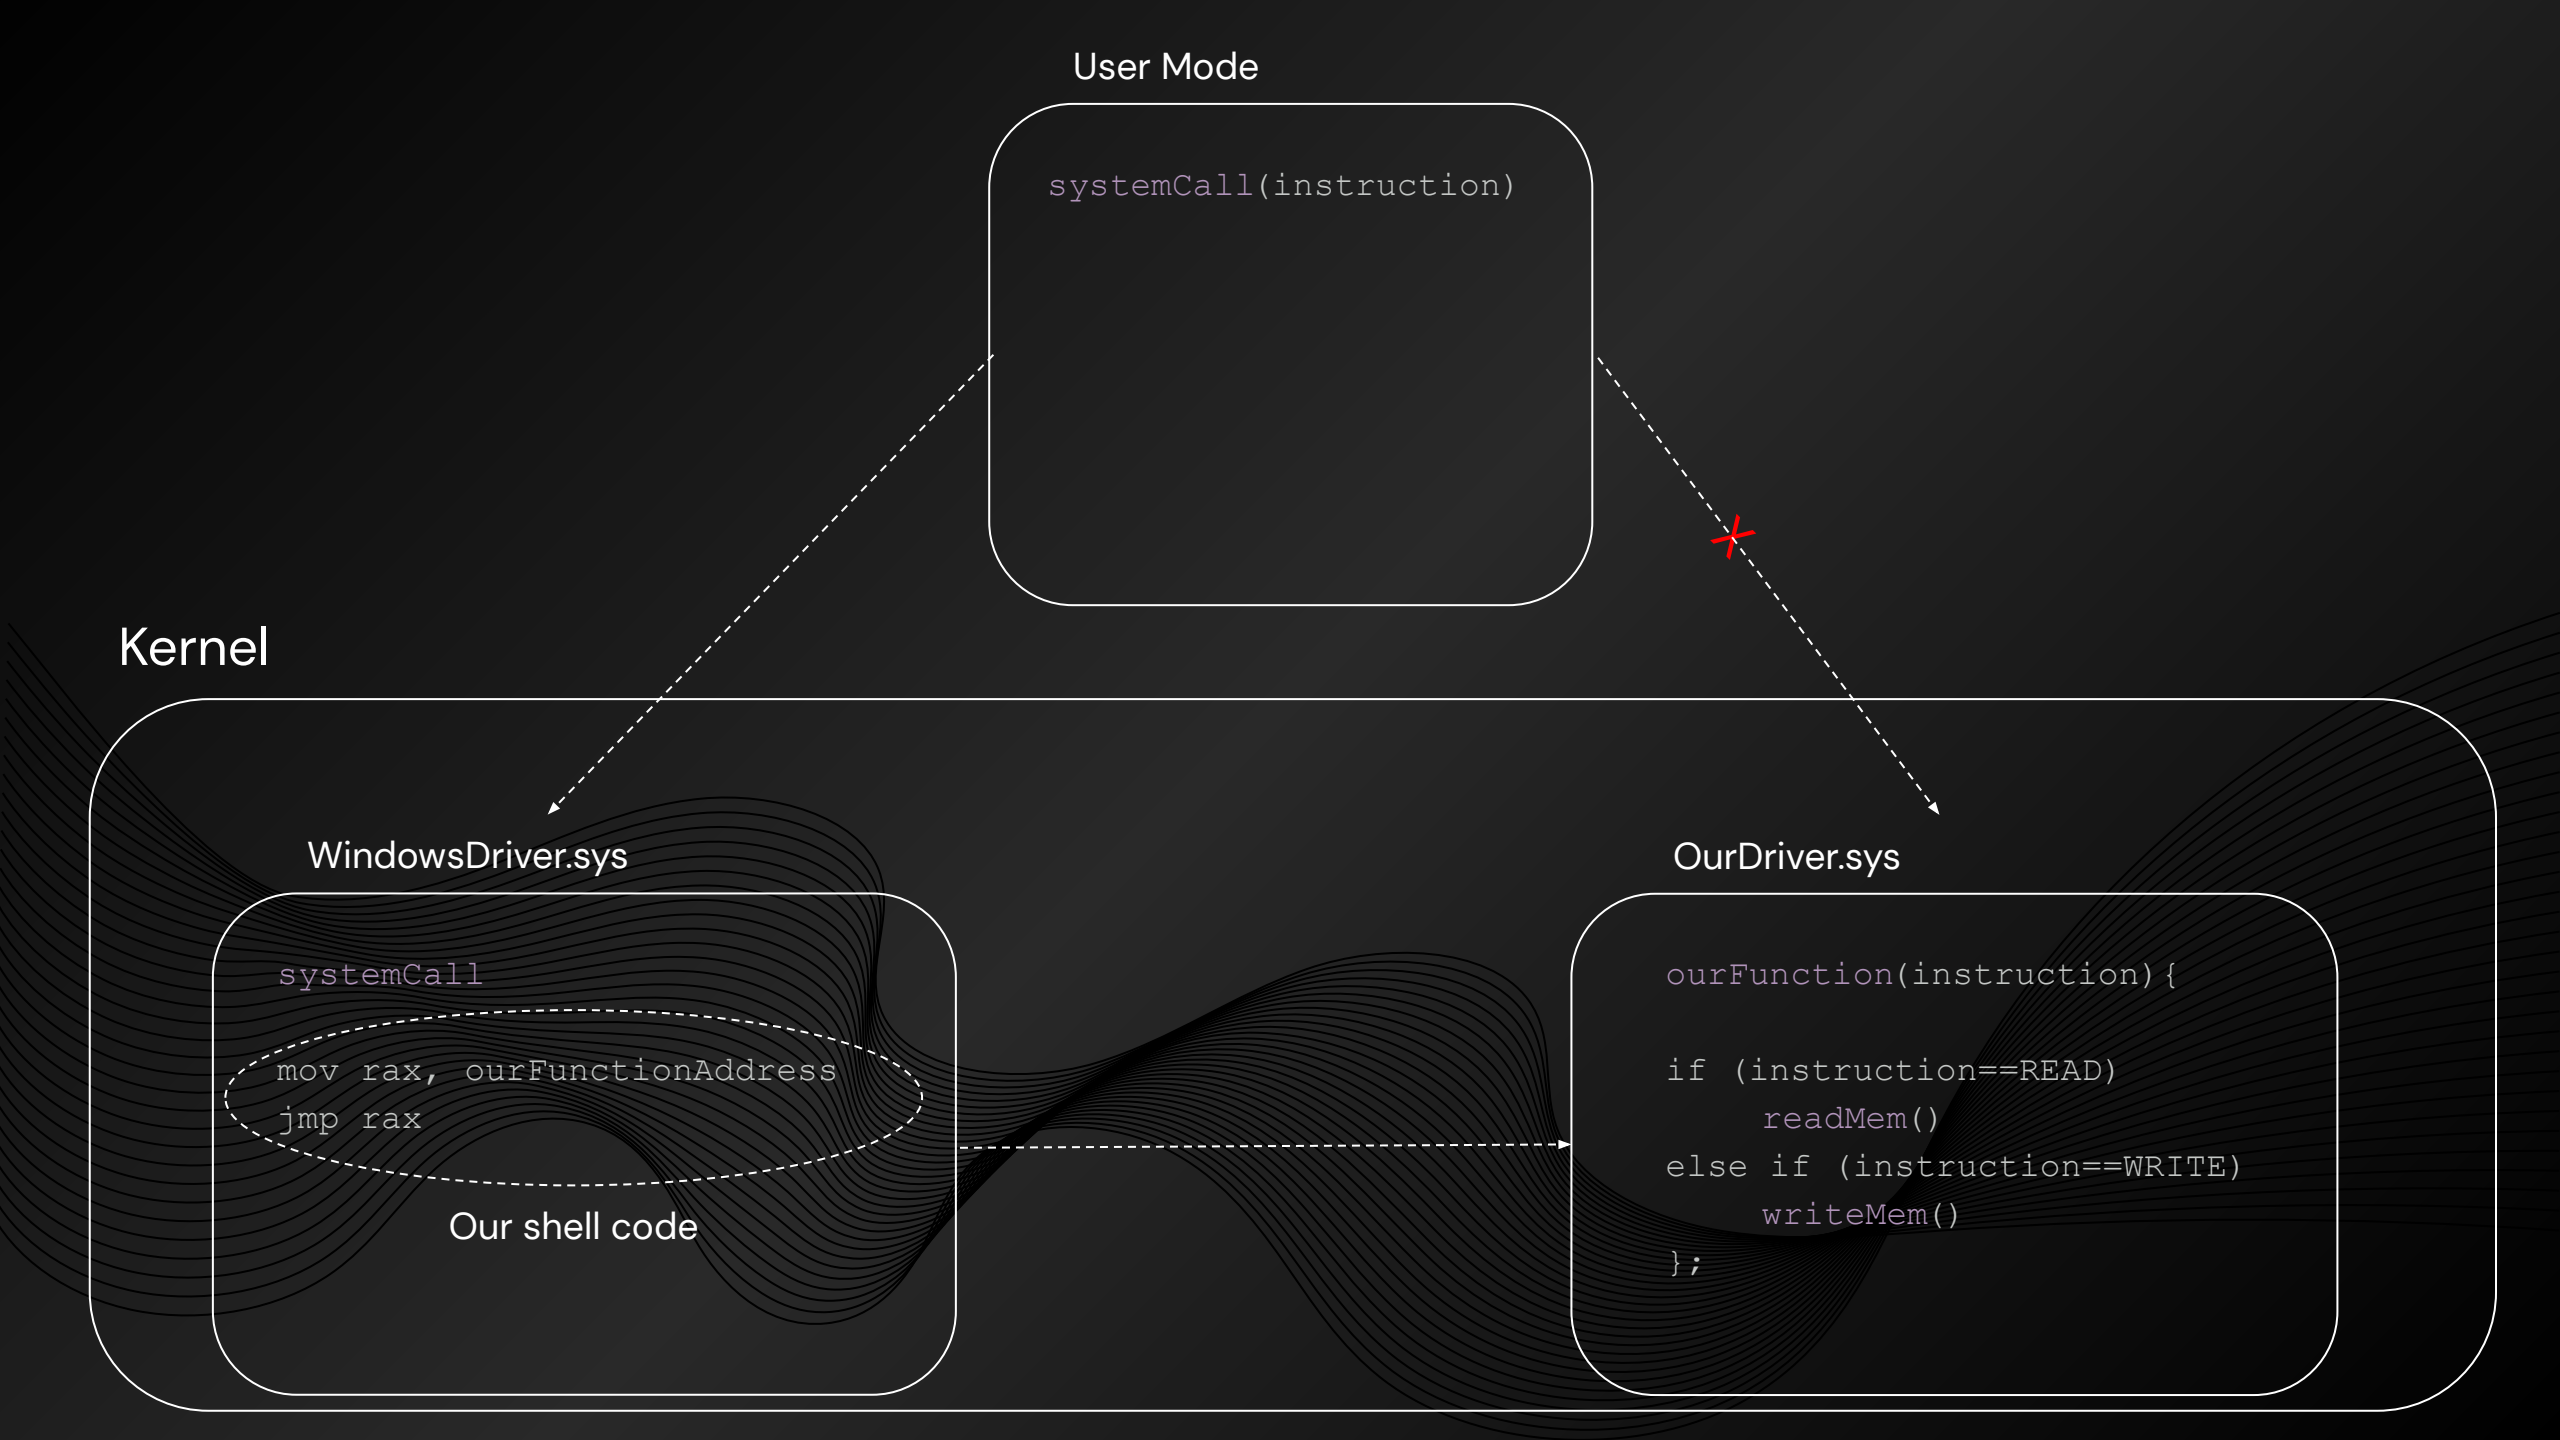 User Mode
systemCall(instruction)
Kernel
WindowsDriver.sys
systemCall
mov rax, ourFunctionAddress
jmp rax
Our shell code
OurDriver.sys
ourFunction(instruction){
if (instruction==READ)
readMem()
else if (instruction==WRITE)
writeMem()
};